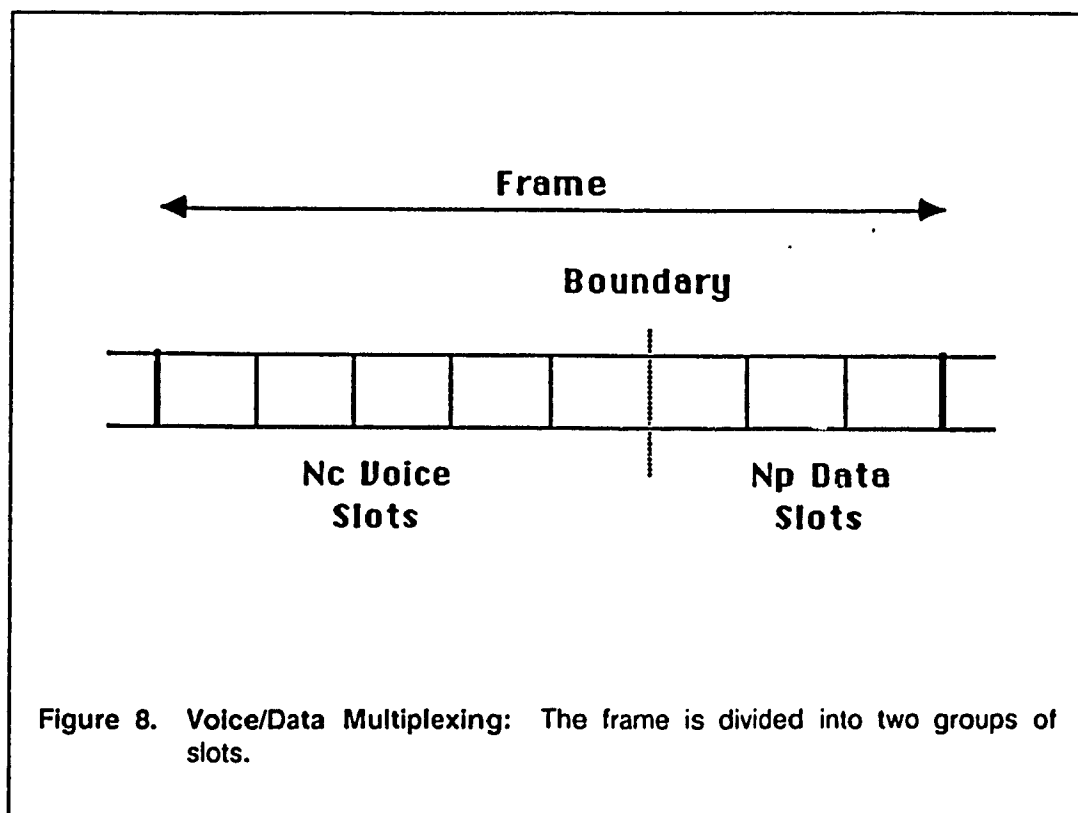 Frame
Boundary
Nc Voice
Slots
Np Data
Slots
Figure 8. Voice/Data Multiplexing: The frame is divided into two groups of
slots.